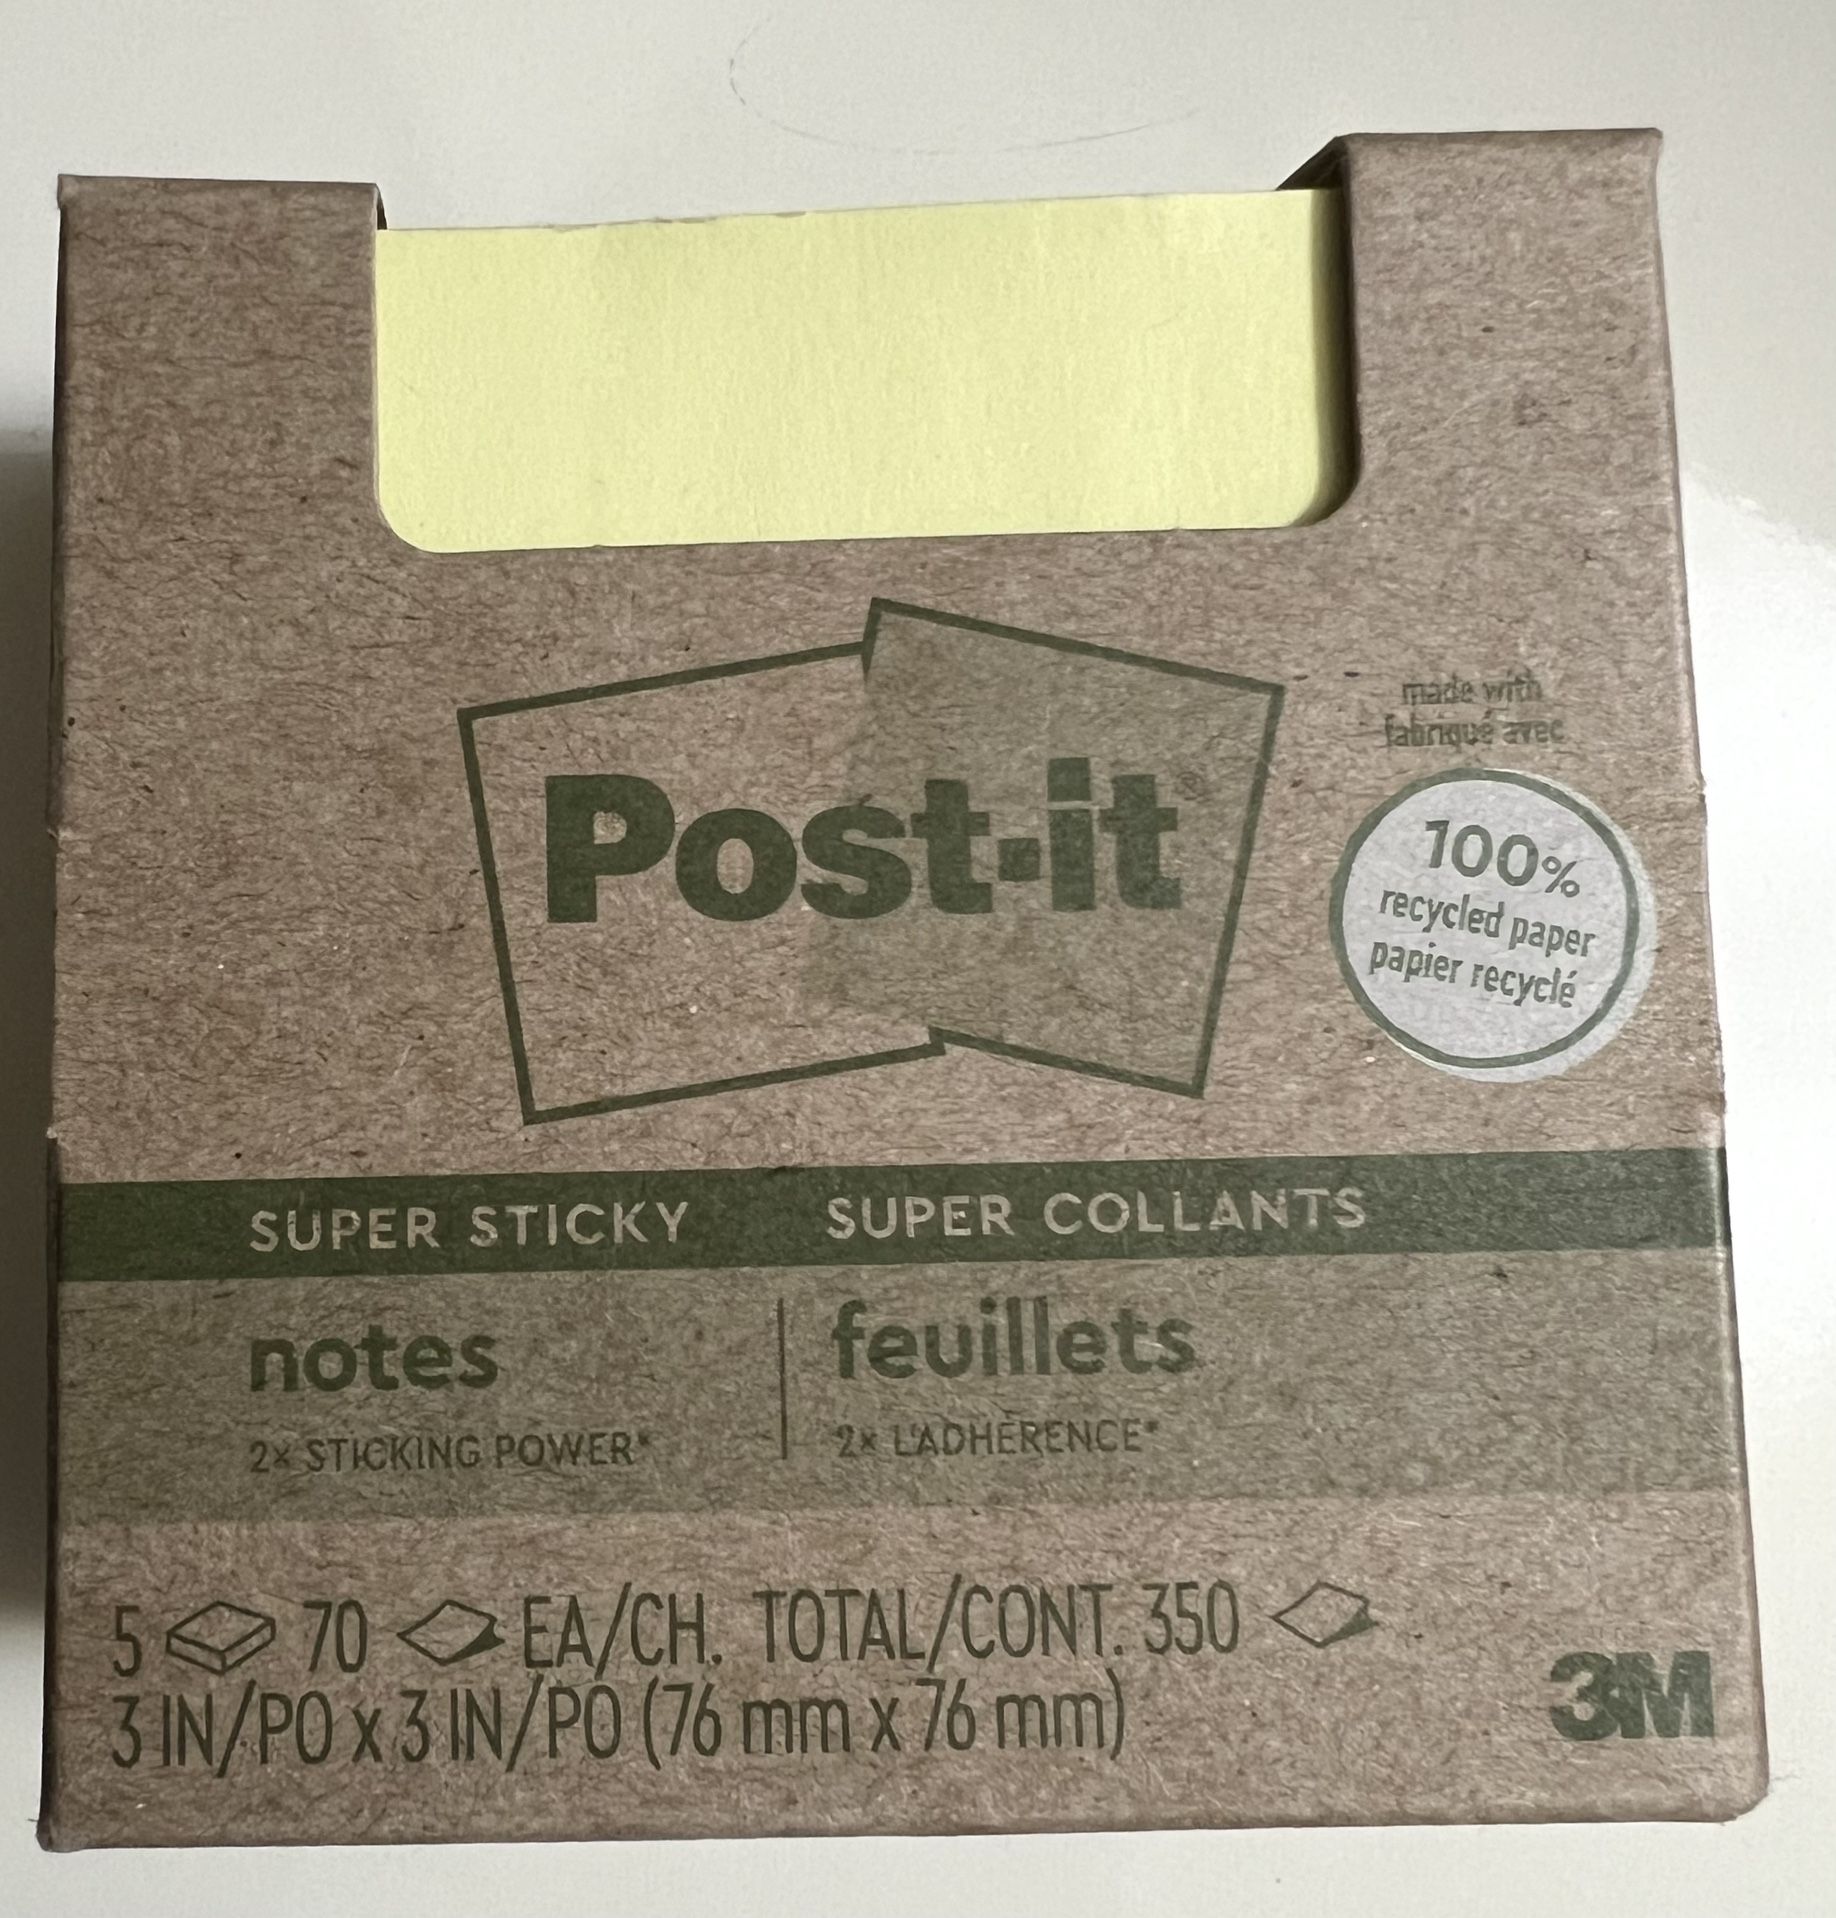 Post-it®
made with
fabriqué avec
100%
recycled paper
papier recyclé
SUPER STICKY
SUPER COLLANTS
notes
feuillets
2x STICKING POWER*
2x L'ADHÉRENCE*
5 70 EA/CH. TOTAL/CONT. 350
3 IN/PO x 3 IN/PO (76 mm x 76 mm)
3M